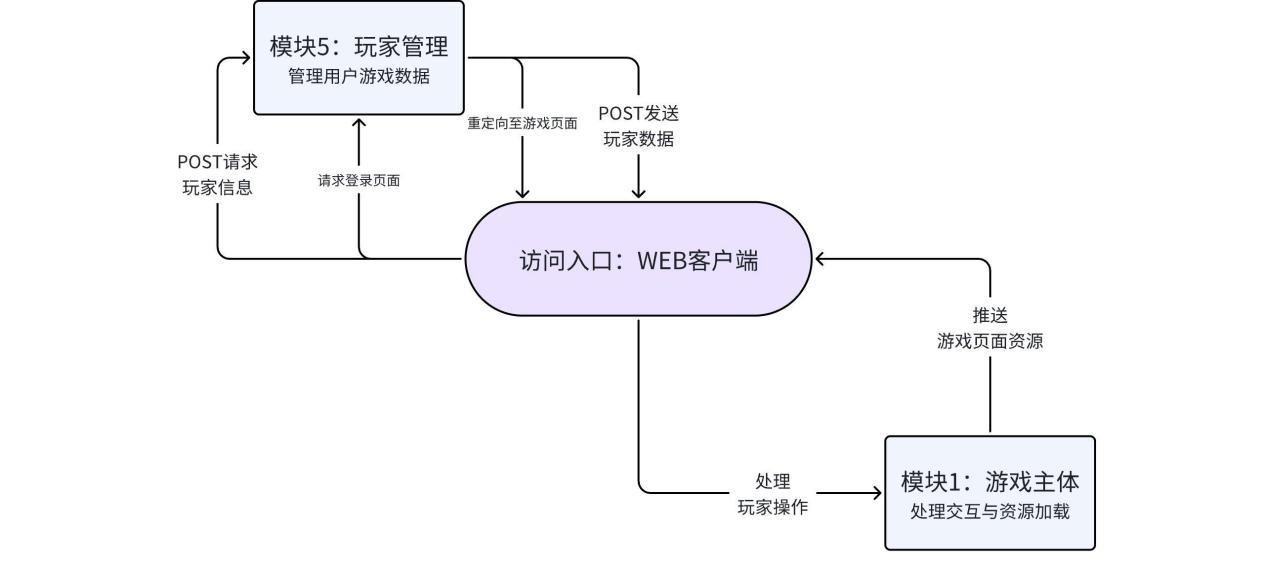 模块5：玩家管理
管理用户游戏数据
重定向至游戏页面
POST发送
玩家数据
POST请求
玩家信息
请求登录页面
访问入口：WEB客户端
推送
游戏页面资源
处理
玩家操作
模块1：游戏主体
处理交互与资源加载